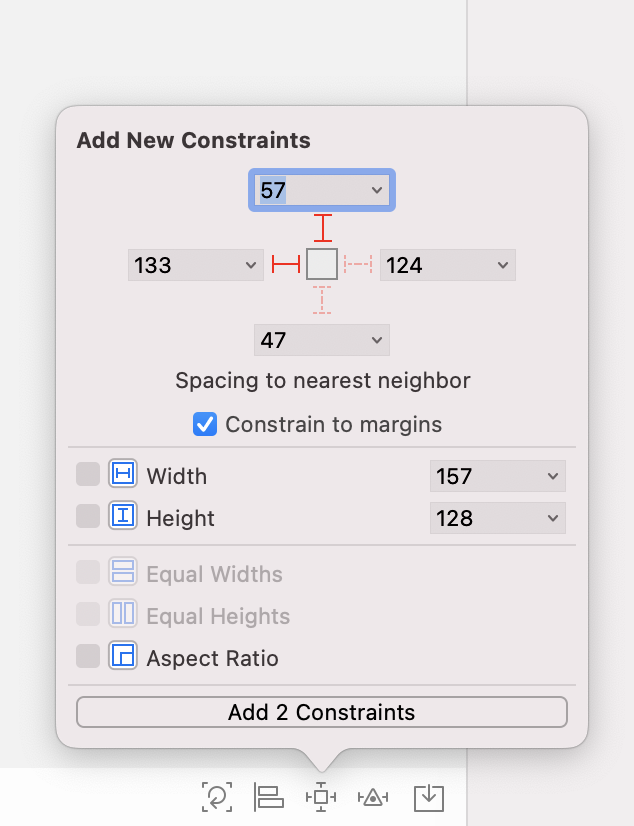 Add New Constraints
57
133
124
47
Spacing to nearest neighbor
Constrain to margins
Width
157
Height
128
Equal Widths
Equal Heights
Aspect Ratio
Add 2 Constraints